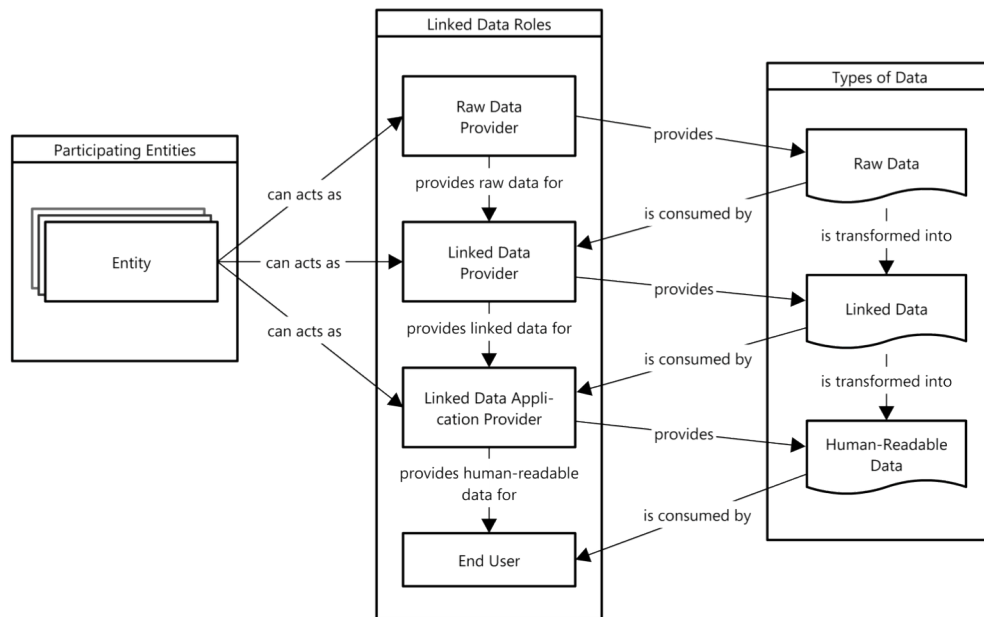 Linked Data Roles
Types of Data
Participating Entities
Raw Data
Provider
provides
Raw Data
can acts as
provides raw data for
is consumed by
is transformed into
Entity
can acts as
Linked Data
Provider
provides
Linked Data
can acts as
provides linked data for
is consumed by
is transformed into
Linked Data Appli-
cation Provider
provides
Human-Readable
Data
provides human-readable
data for
is consumed by
End User